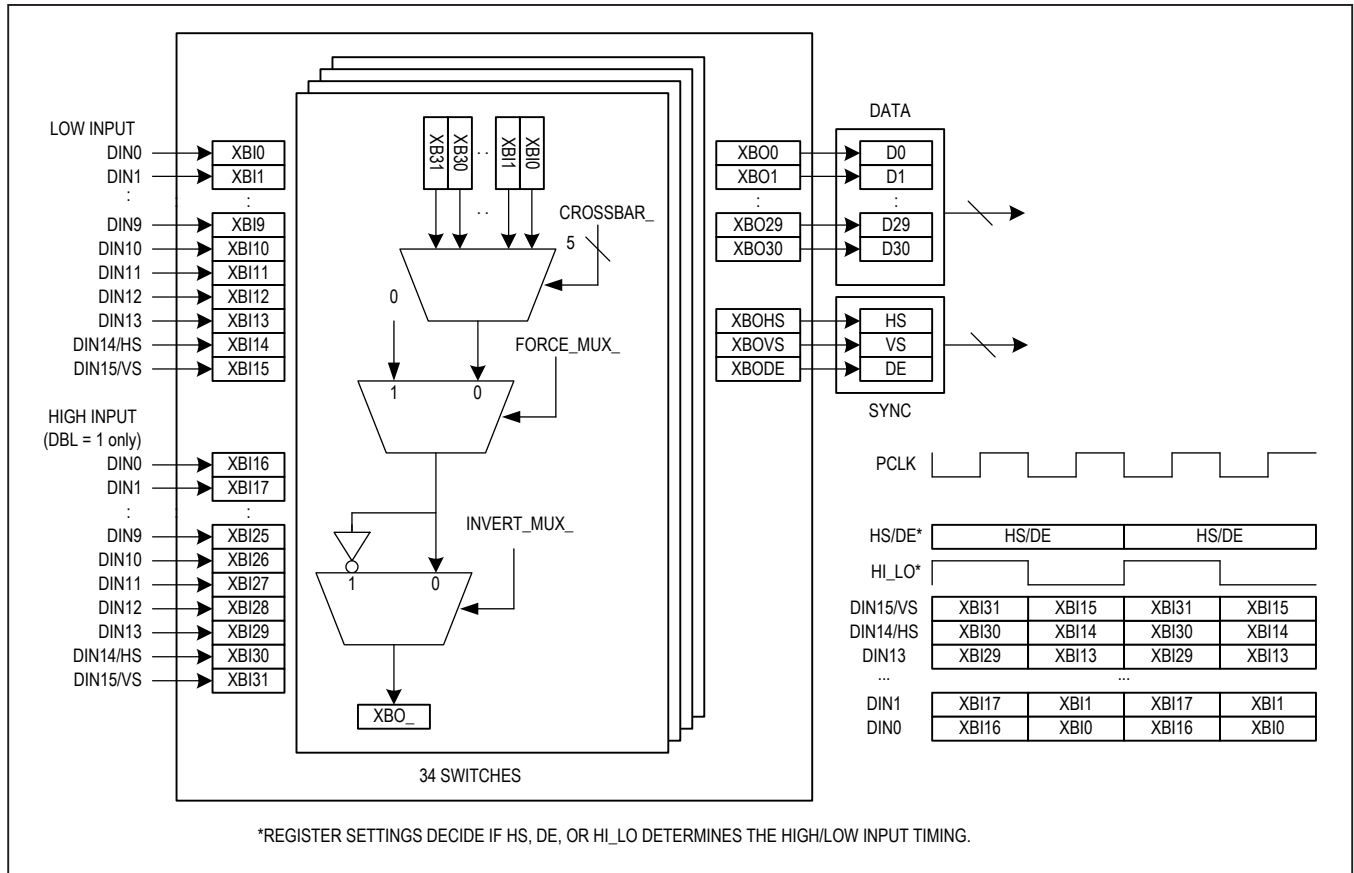 LOW INPUT
DIN0 XBI0
DIN1 XBI1
: :
DIN9 XBI9
DIN10 XBI10
DIN11 XBI11
DIN12 XBI12
DIN13 XBI13
DIN14/HS XBI14
DIN15/VS XBI15
HIGH INPUT
(DBL = 1 only)
DIN0 XBI16
DIN1 XBI17
: : :
DIN9 XBI25
DIN10 XBI26
DIN11 XBI27
DIN12 XBI28
DIN13 XBI29
DIN14/HS XBI30
DIN15/VS XBI31
XB31 XB30 .. XBI1 XBI0
..
CROSSBAR_
5
0
FORCE_MUX_
1 0
INVERT_MUX_
1 0
XBO_
34 SWITCHES
DATA
XBO0 D0
XBO1 D1
: :
XBO29 D29
XBO30 D30
XBOHS HS
XBOVS VS
XBODE DE
SYNC
PCLK
HS/DE* HS/DE HS/DE
HI_LO*
DIN15/VS XBI31 XBI15 XBI31 XBI15
DIN14/HS XBI30 XBI14 XBI30 XBI14
DIN13 XBI29 XBI13 XBI29 XBI13
... ...
DIN1 XBI17 XBI1 XBI17 XBI1
DIN0 XBI16 XBI0 XBI16 XBI0
*REGISTER SETTINGS DECIDE IF HS, DE, OR HI_LO DETERMINES THE HIGH/LOW INPUT TIMING.